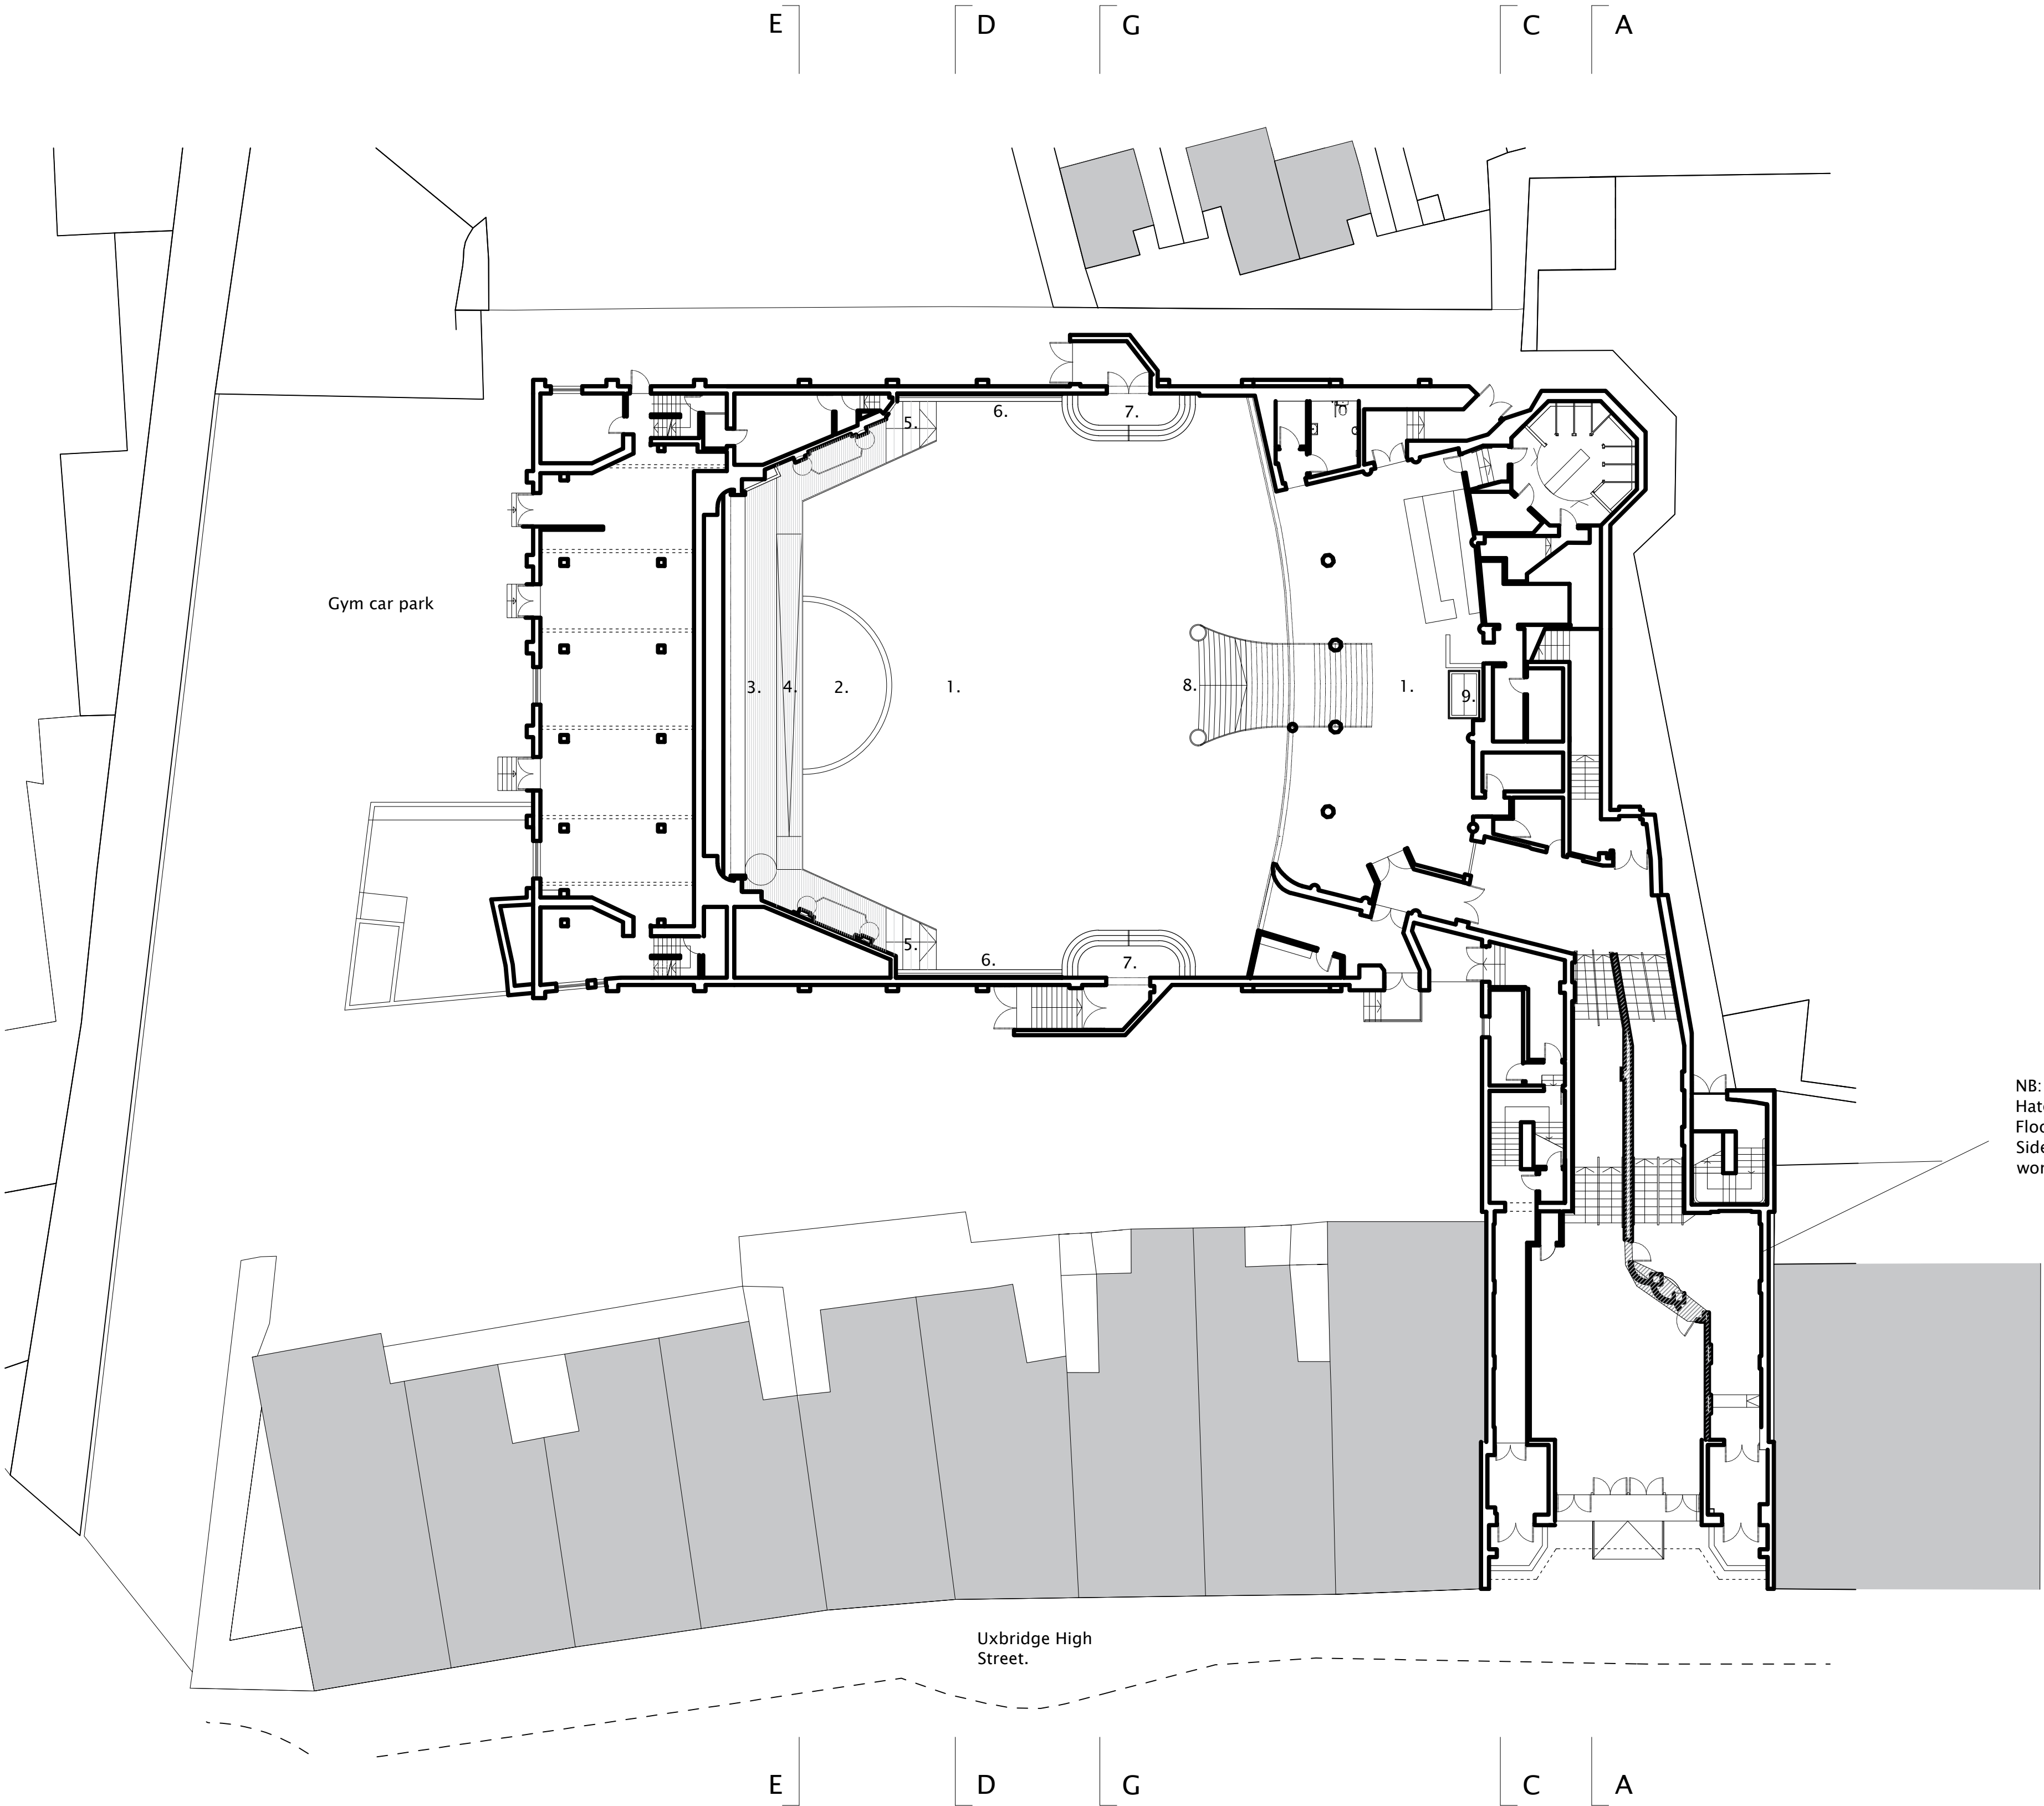 E D G C A
5. 6. 7.
Gym car park
3. 4. 2. 1. 8. 1. 9.
5. 6. 7.
NB:
Uxbridge High
Street.
E D G C A